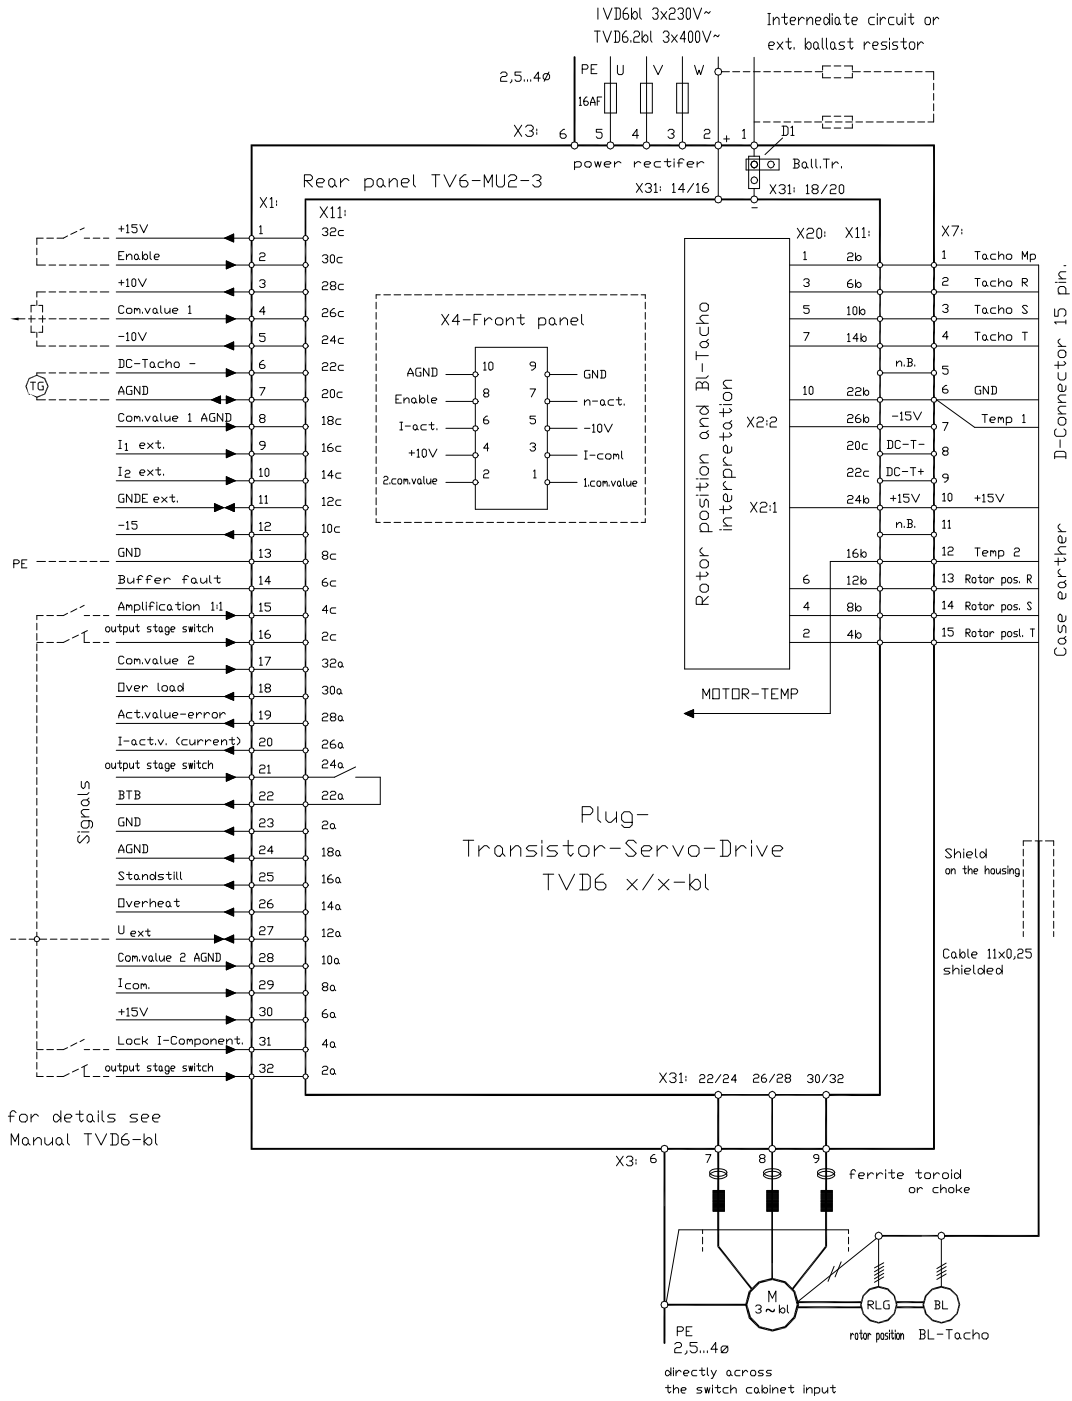 TVD6bl 3x230V~
TVD6.2bl 3x400V~
Internediate circuit or
ext. ballast resistor
2,5...4ø
PE U V W
16AF
X3: 6 5 4 3 2 + 1 D1
power rectifer
Ball.Tr.
Rear panel TV6-MU2-3
X31: 14/16
X31: 18/20
–
X1:
X11:
+15V 1 32c
Enable 2 30c
+10V 3 28c
Com.value 1 4 26c
-10V 5 24c
DC-Tacho - 6 22c
TG
AGND 7 20c
Com.value 1 AGND 8 18c
I1 ext. 9 16c
I2 ext. 10 14c
GNDE ext. 11 12c
-15 12 10c
PE
GND 13 8c
Buffer fault 14 6c
Amplification 1:1 15 4c
output stage switch 16 2c
Com.value 2 17 32a
Over load 18 30a
Act.value-error 19 28a
I-act.v. (current) 20 26a
output stage switch 21 24a
BTB 22 22a
GND 23 2a
AGND 24 18a
Standstill 25 16a
Overheat 26 14a
U ext 27 12a
Com.value 2 AGND 28 10a
Icom. 29 8a
+15V 30 6a
Lock I-Component. 31 4a
output stage switch 32 2a
Signals
for details see
Manual TVD6-bl
X4-Front panel
AGND 10 9 GND
Enable 8 7 n-act.
I-act. 6 5 -10V
+10V 4 3 I-coml
2.com.value 2 1 1.com.value
Rotor position and Bl-Tacho
interpretation
X2:2
X2:1
X20: X11: X7:
1 2b 1 Tacho Mp
3 6b 2 Tacho R
5 10b 3 Tacho S
7 14b 4 Tacho T
n.B. 5
10 22b 6 GND
26b -15V 7 Temp 1
20c DC-T- 8
22c DC-T+ 9
24b +15V 10 +15V
n.B. 11
16b 12 Temp 2
6 12b 13 Rotor pos. R
4 8b 14 Rotor pos. S
2 4b 15 Rotor posl. T
MOTOR-TEMP
D-Connector 15 pin.
Case earther
Plug-
Transistor-Servo-Drive
TVD6 x/x-bl
Shield
on the housing
Cable 11x0,25
shielded
X31: 22/24 26/28 30/32
X3: 6 7 8 9
ferrite toroid
or choke
M
3~bl
RLG
BL
rotor position
BL-Tacho
PE
2,5...4ø
directly across
the switch cabinet input